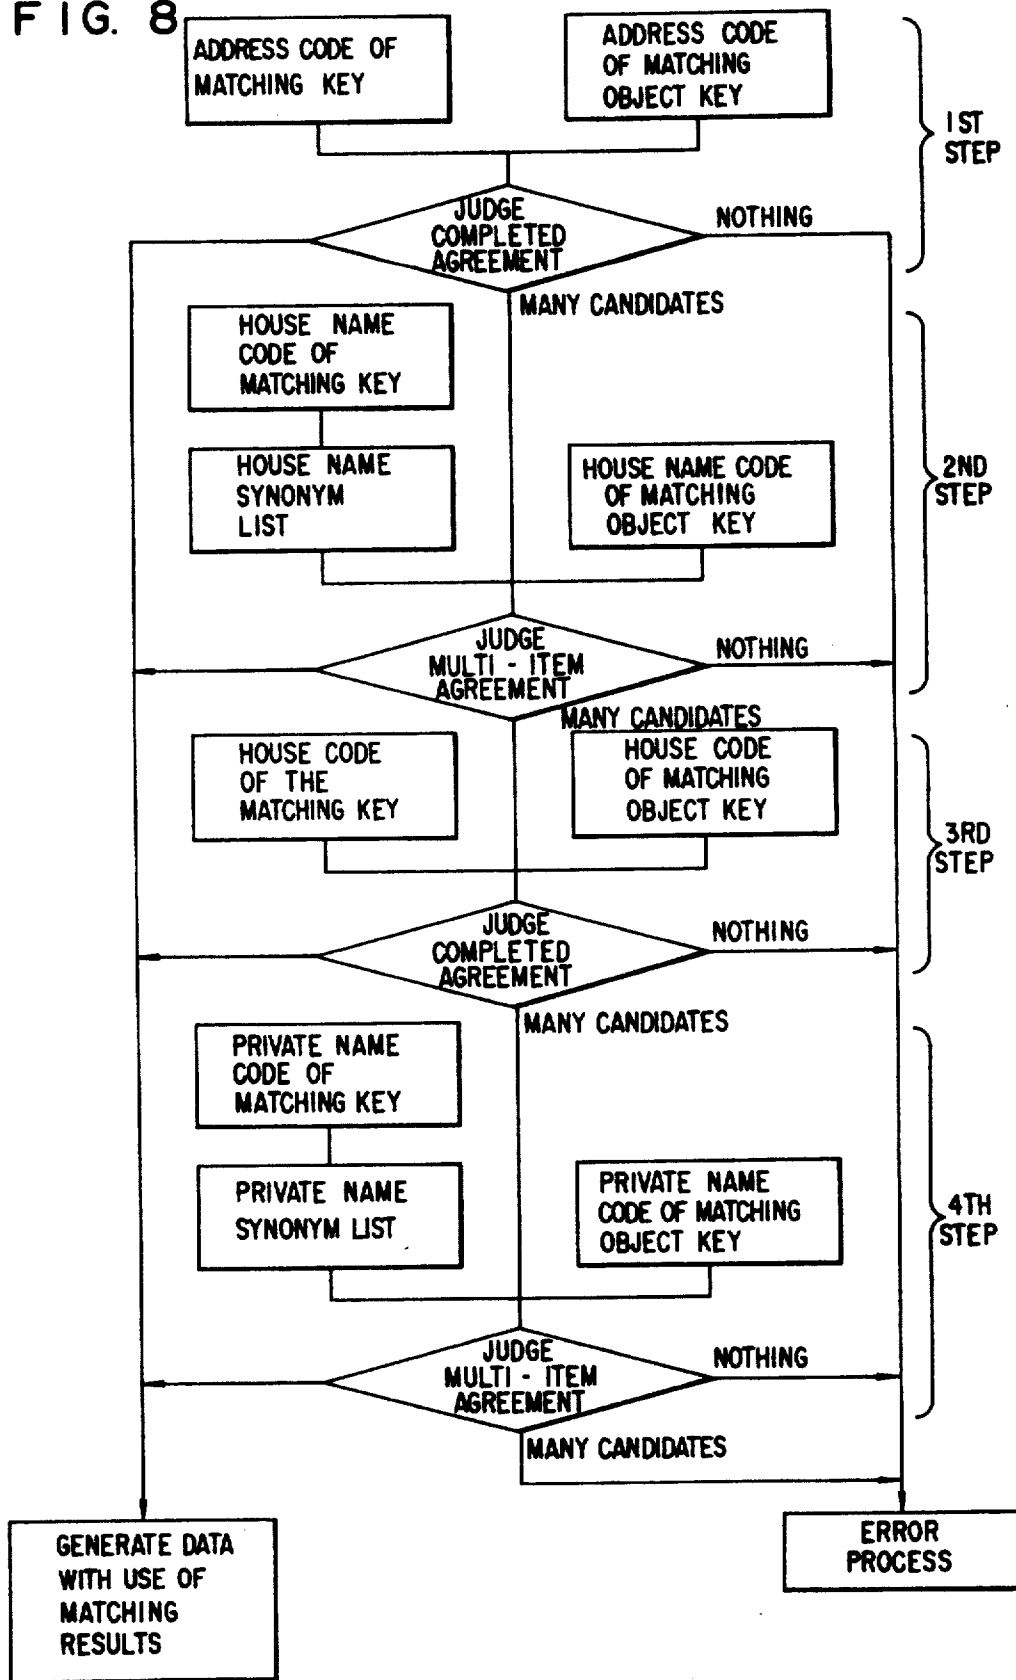 FIG. 8
ADDRESS CODE OF
MATCHING KEY
ADDRESS CODE
OF MATCHING
OBJECT KEY
1ST
STEP
JUDGE
COMPLETED
AGREEMENT
NOTHING
MANY CANDIDATES
HOUSE NAME
CODE OF
MATCHING KEY
HOUSE NAME
SYNONYM
LIST
HOUSE NAME CODE
OF MATCHING
OBJECT KEY
2ND
STEP
JUDGE
MULTI - ITEM
AGREEMENT
NOTHING
MANY CANDIDATES
HOUSE CODE
OF THE
MATCHING KEY
HOUSE CODE
OF MATCHING
OBJECT KEY
3RD
STEP
JUDGE
COMPLETED
AGREEMENT
NOTHING
MANY CANDIDATES
PRIVATE NAME
CODE OF
MATCHING KEY
PRIVATE NAME
SYNONYM LIST
PRIVATE NAME
CODE OF MATCHING
OBJECT KEY
4TH
STEP
JUDGE
MULTI - ITEM
AGREEMENT
NOTHING
MANY CANDIDATES
GENERATE DATA
WITH USE OF
MATCHING
RESULTS
ERROR
PROCESS